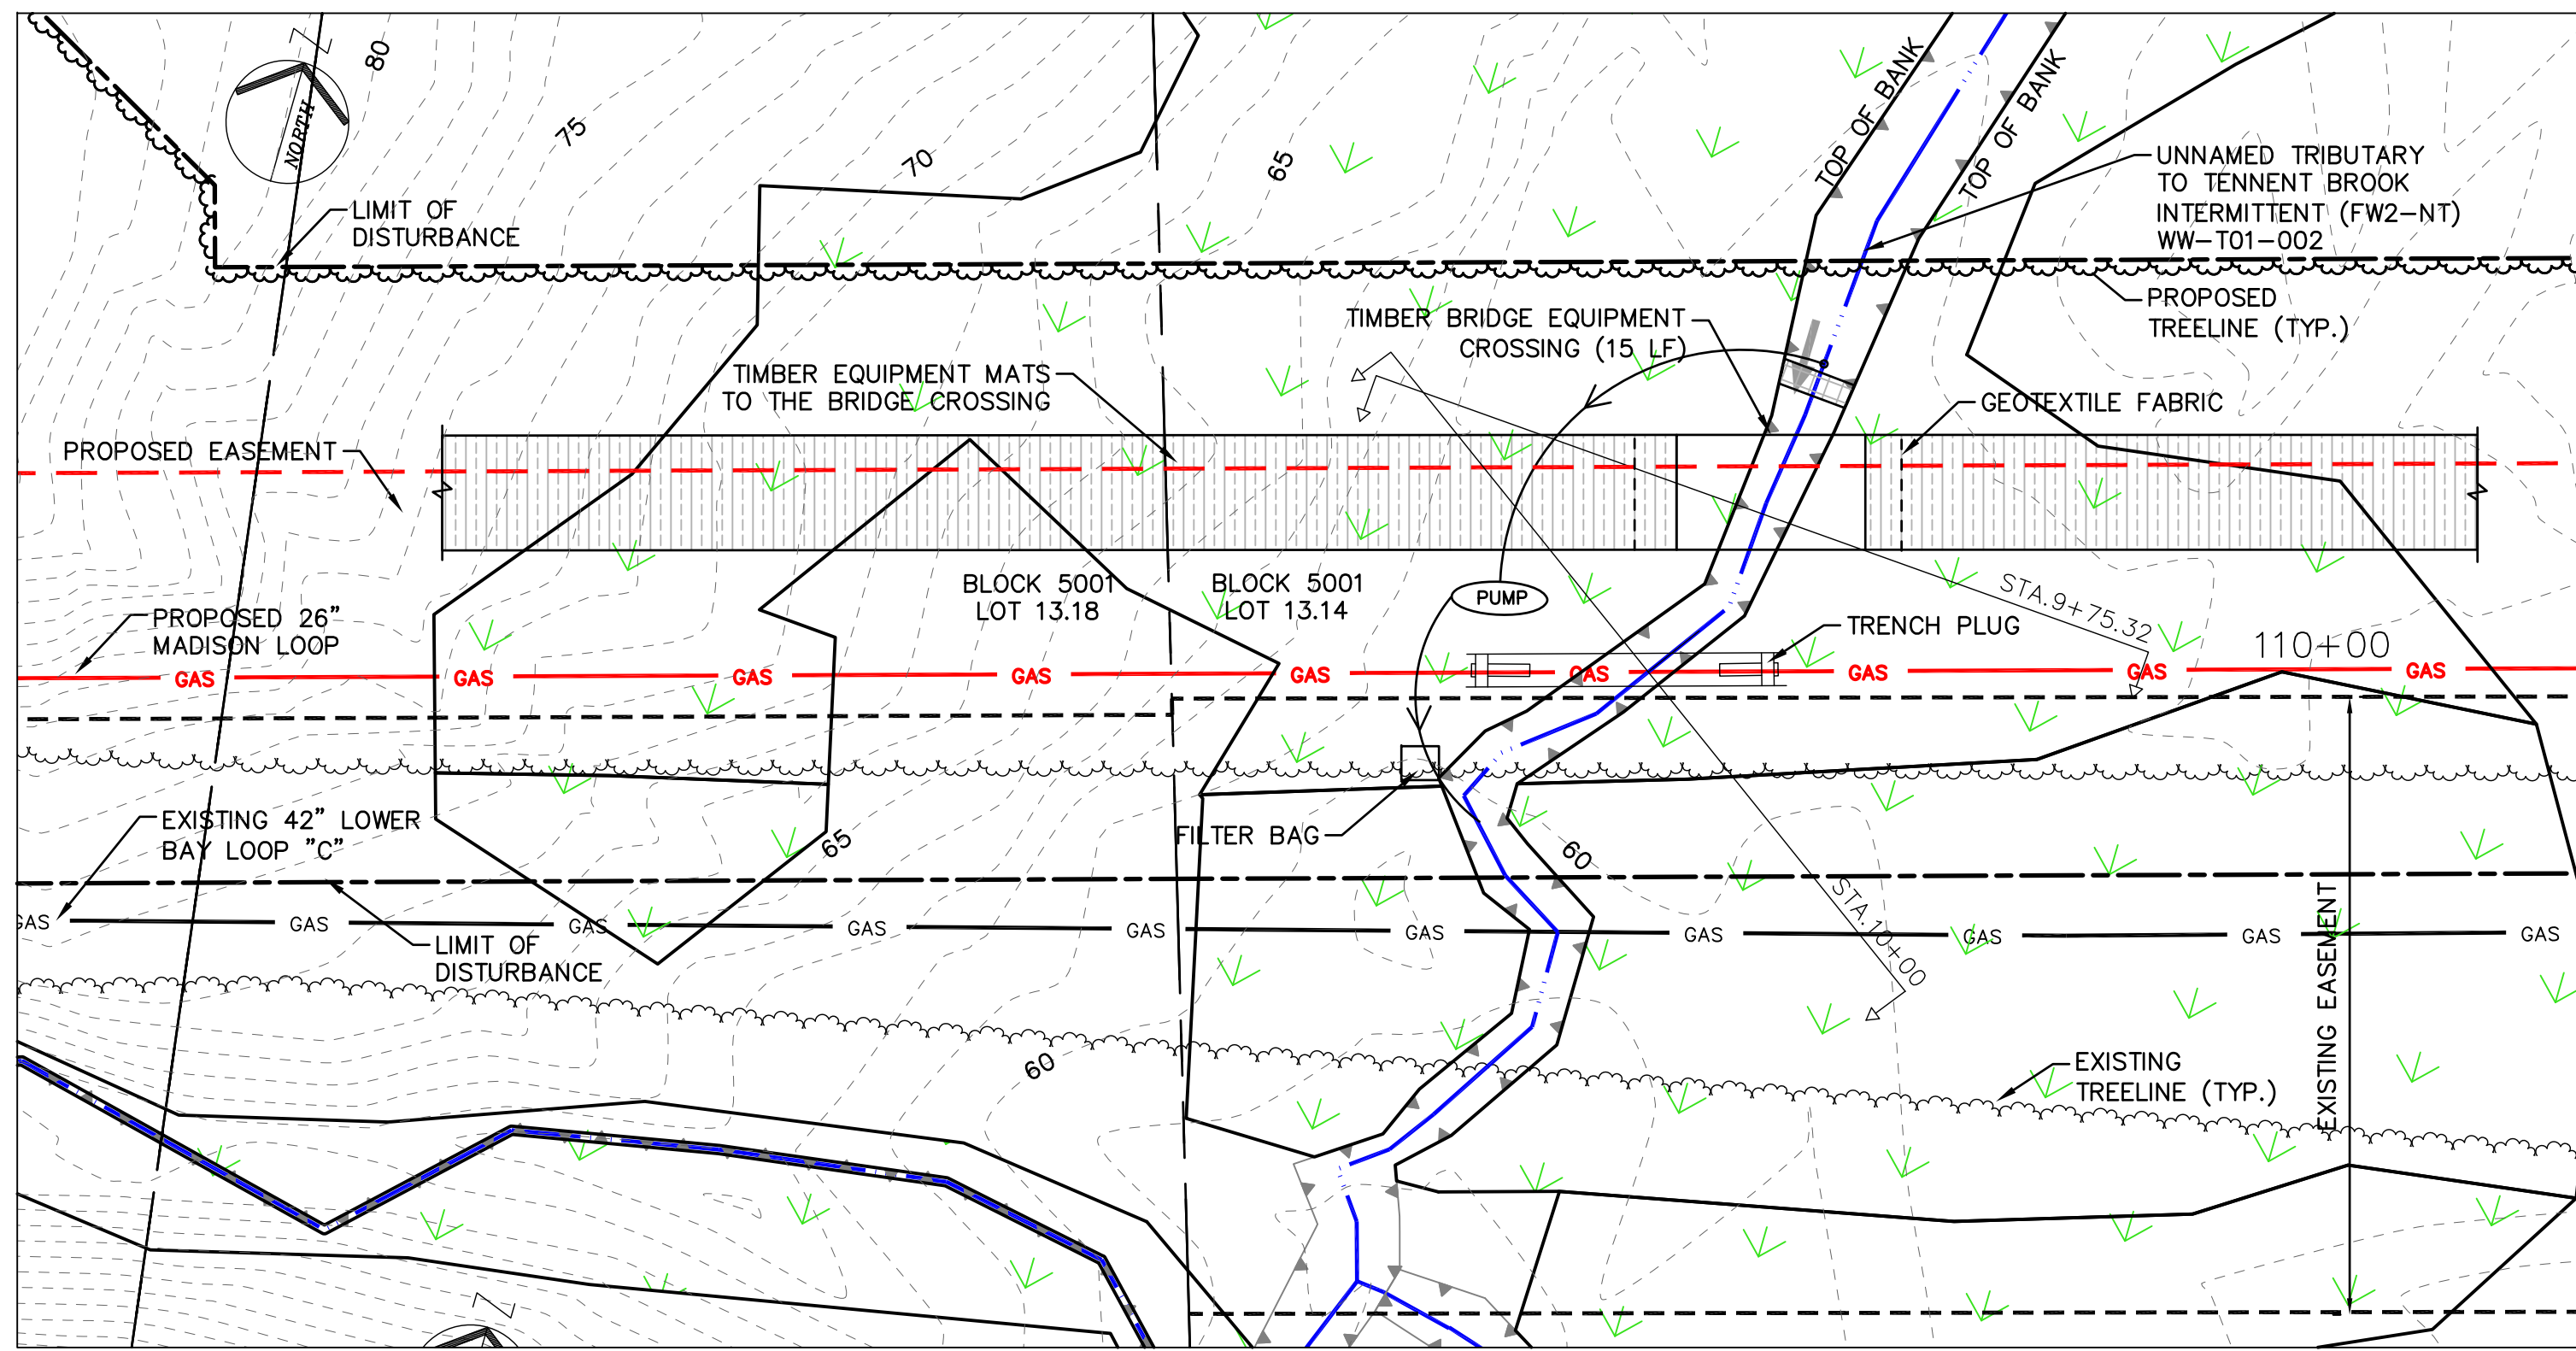 80
NORTH
75
70
65
TOP OF BANK
TOP OF BANK
UNNAMED TRIBUTARY
TO TENNENT BROOK
INTERMITTENT (FW2-NT)
WW-T01-002
LIMIT OF
DISTURBANCE
PROPOSED
TREELINE (TYP.)
TIMBER BRIDGE EQUIPMENT
CROSSING (15 LF)
TIMBER EQUIPMENT MATS
TO THE BRIDGE CROSSING
GEOTEXTILE FABRIC
PROPOSED EASEMENT
BLOCK 5001
LOT 13.18
BLOCK 5001
LOT 13.14
PUMP
STA.9+75.32
PROPOSED 26"
MADISON LOOP
TRENCH PLUG
110+00
GAS GAS GAS GAS GAS GAS GAS GAS GAS
EXISTING 42" LOWER
BAY LOOP "C"
65
FILTER BAG
60
STA.10+00
GAS GAS GAS GAS GAS GAS GAS GAS GAS GAS
LIMIT OF
DISTURBANCE
EXISTING EASEMENT
60
EXISTING
TREELINE (TYP.)